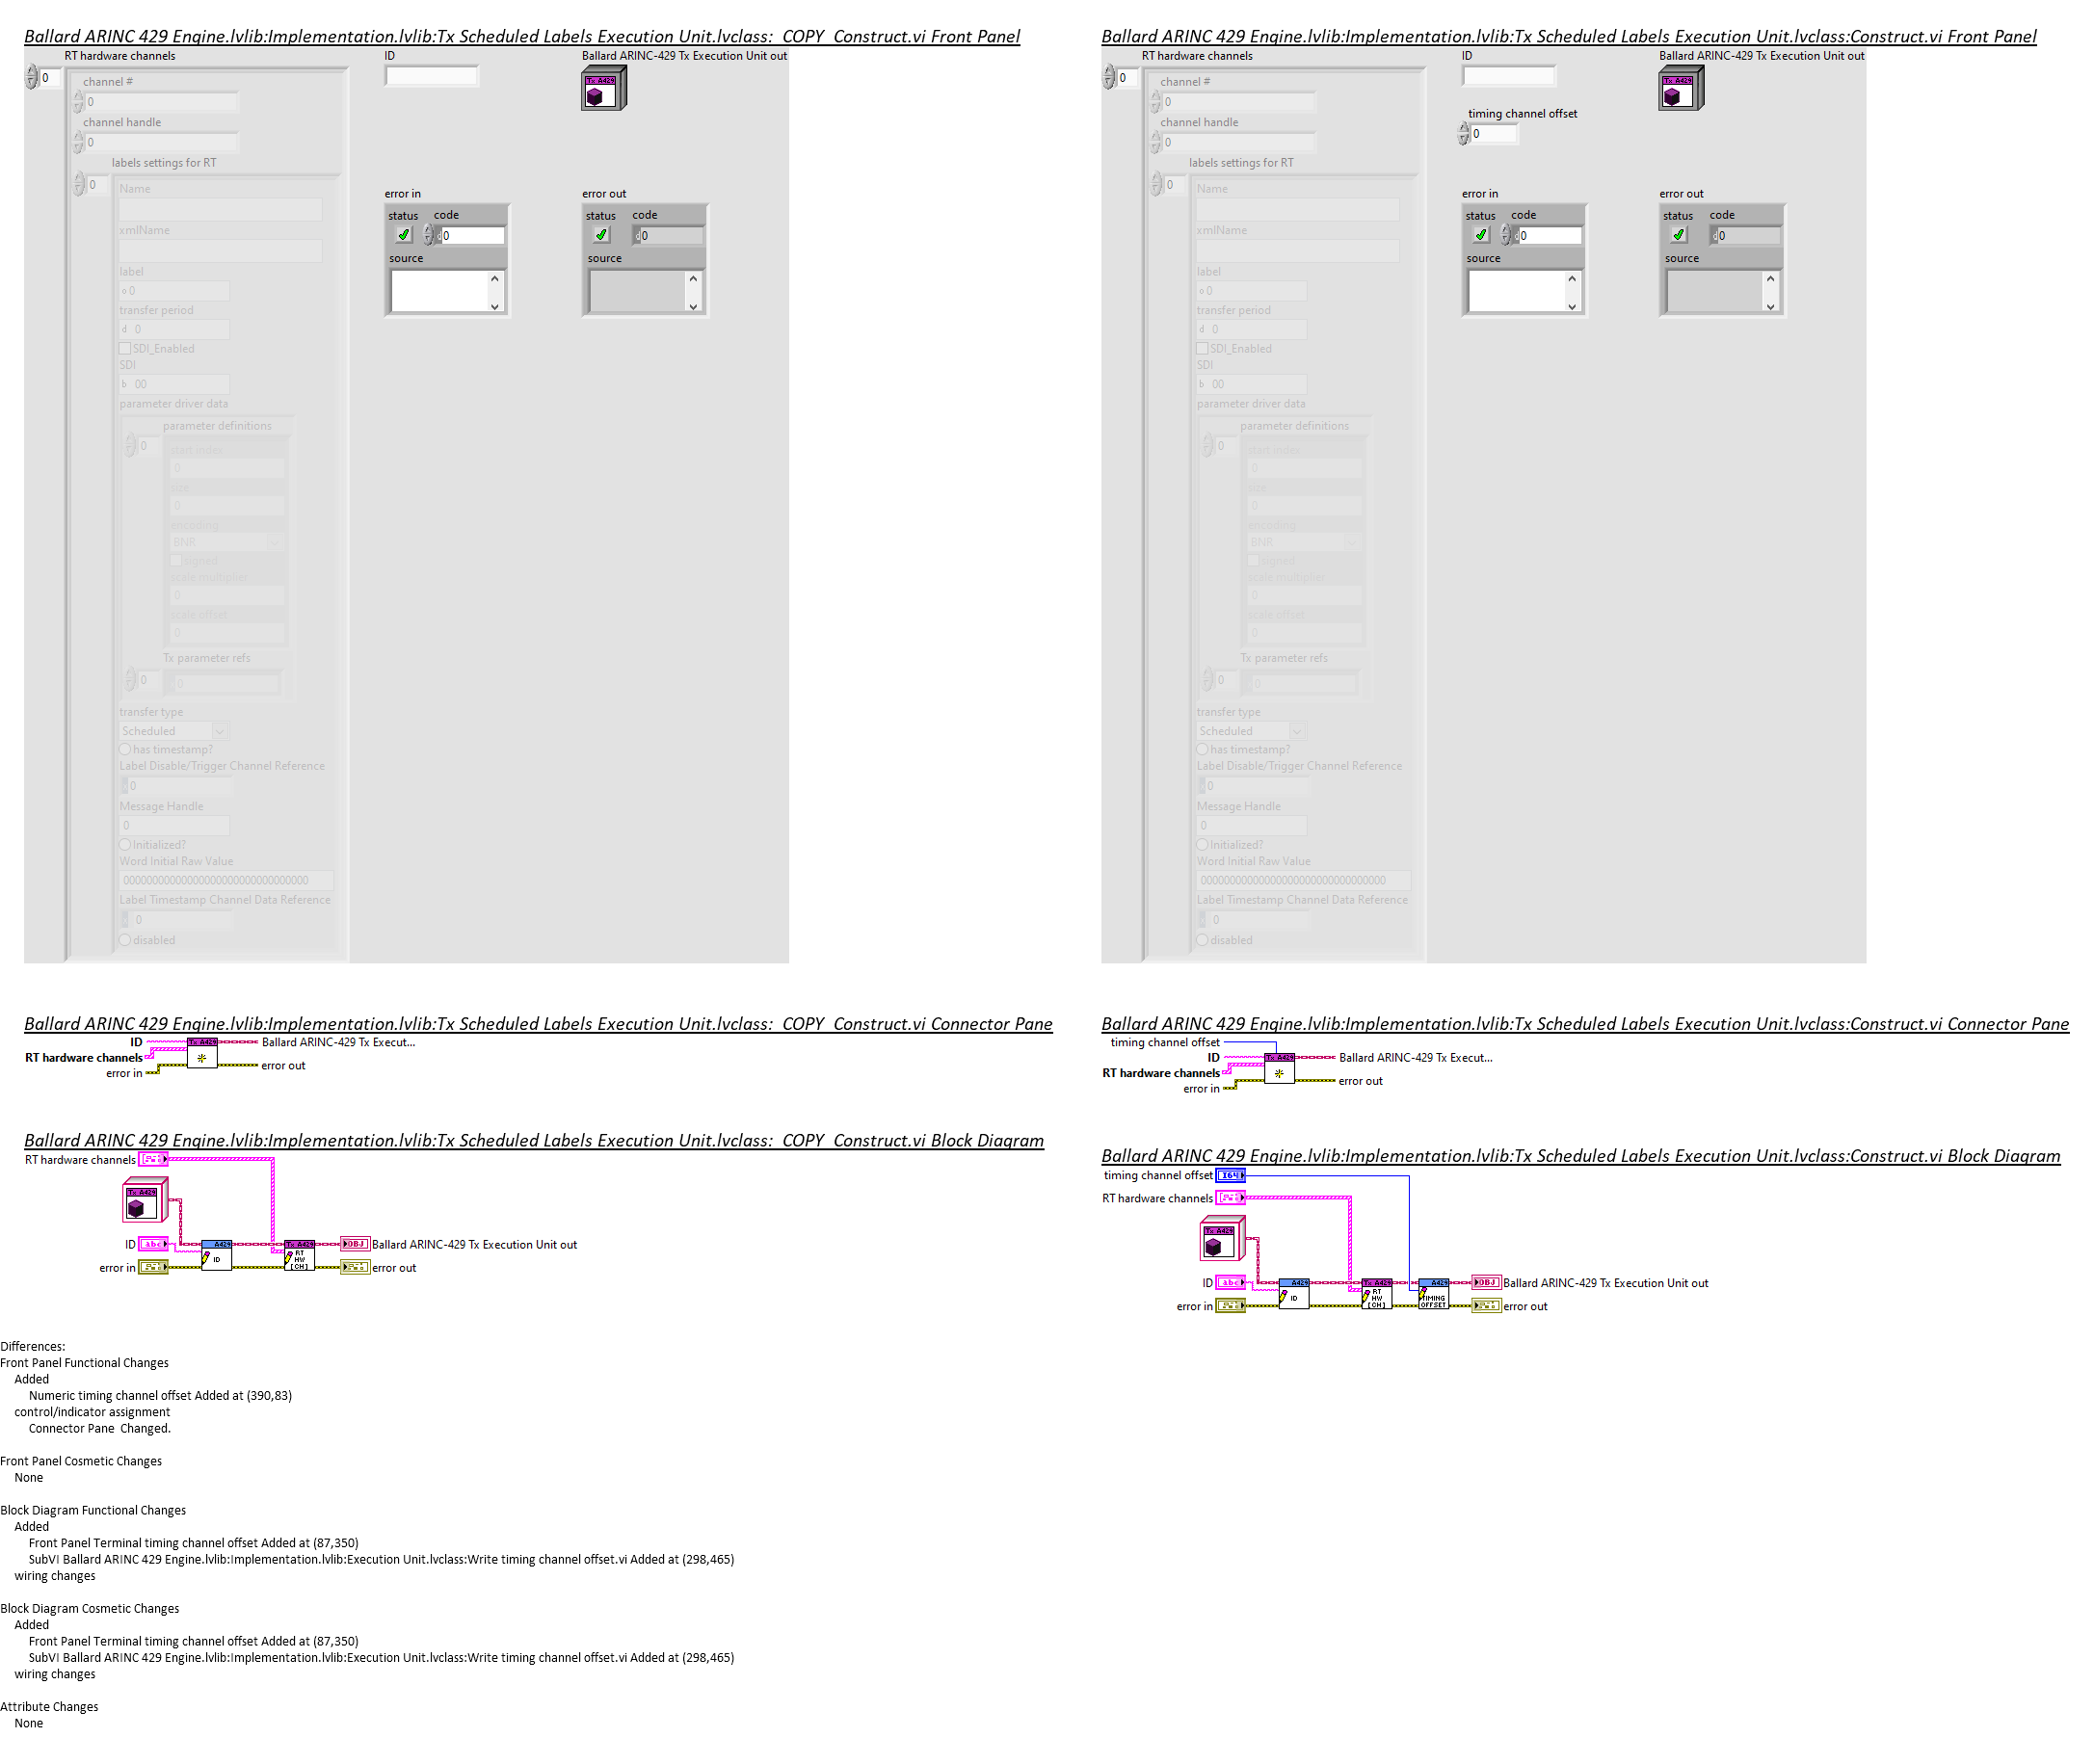 Ballard ARINC 429 Engine.lvlib:Implementation.lvlib:Tx Scheduled Labels Execution Unit.lvclass:_COPY_Construct.vi Front Panel
RT hardware channels
ID
Ballard ARINC-429 Tx Execution Unit out
0
Tx A429
channel #
0
channel handle
0
labels settings for RT
0
Name
xmlName
label
o 0
transfer period
d 0
SDI_Enabled
SDI
b 00
parameter driver data
parameter definitions
0
start index
0
size
0
encoding
BNR
signed
scale multiplier
0
scale offset
0
Tx parameter refs
0
0
transfer type
Scheduled
has timestamp?
Label Disable/Trigger Channel Reference
0
Message Handle
0
Initialized?
Word Initial Raw Value
00000000000000000000000000000000
Label Timestamp Channel Data Reference
0
disabled
error in
status code
d 0
source
error out
status code
d 0
source
Ballard ARINC 429 Engine.lvlib:Implementation.lvlib:Tx Scheduled Labels Execution Unit.lvclass:Construct.vi Front Panel
RT hardware channels
ID
Ballard ARINC-429 Tx Execution Unit out
0
Tx A429
timing channel offset
0
channel #
0
channel handle
0
labels settings for RT
0
Name
xmlName
label
o 0
transfer period
d 0
SDI_Enabled
SDI
b 00
parameter driver data
parameter definitions
0
start index
0
size
0
encoding
BNR
signed
scale multiplier
0
scale offset
0
Tx parameter refs
0
0
transfer type
Scheduled
has timestamp?
Label Disable/Trigger Channel Reference
0
Message Handle
0
Initialized?
Word Initial Raw Value
00000000000000000000000000000000
Label Timestamp Channel Data Reference
0
disabled
error in
status code
d 0
source
error out
status code
d 0
source
Ballard ARINC 429 Engine.lvlib:Implementation.lvlib:Tx Scheduled Labels Execution Unit.lvclass:_COPY_Construct.vi Connector Pane
ID
Tx A429
Ballard ARINC-429 Tx Execut...
RT hardware channels
error in
error out
Ballard ARINC 429 Engine.lvlib:Implementation.lvlib:Tx Scheduled Labels Execution Unit.lvclass:Construct.vi Connector Pane
timing channel offset
ID
Tx A429
Ballard ARINC-429 Tx Execut...
RT hardware channels
error in
error out
Ballard ARINC 429 Engine.lvlib:Implementation.lvlib:Tx Scheduled Labels Execution Unit.lvclass:_COPY_Construct.vi Block Diagram
RT hardware channels
Tx A429
ID
abc
A429
ID
Tx A429
RT
HW
[CH]
OBJ
Ballard ARINC-429 Tx Execution Unit out
error in
error out
Ballard ARINC 429 Engine.lvlib:Implementation.lvlib:Tx Scheduled Labels Execution Unit.lvclass:Construct.vi Block Diagram
timing channel offset
I64
RT hardware channels
Tx A429
ID
abc
A429
ID
Tx A429
RT
HW
[CH]
A429
TIMING
OFFSET
OBJ
Ballard ARINC-429 Tx Execution Unit out
error in
error out
Differences:
Front Panel Functional Changes
Added
Numeric timing channel offset Added at (390,83)
control/indicator assignment
Connector Pane  Changed.
Front Panel Cosmetic Changes
None
Block Diagram Functional Changes
Added
Front Panel Terminal timing channel offset Added at (87,350)
SubVI Ballard ARINC 429 Engine.lvlib:Implementation.lvlib:Execution Unit.lvclass:Write timing channel offset.vi Added at (298,465)
wiring changes
Block Diagram Cosmetic Changes
Added
Front Panel Terminal timing channel offset Added at (87,350)
SubVI Ballard ARINC 429 Engine.lvlib:Implementation.lvlib:Execution Unit.lvclass:Write timing channel offset.vi Added at (298,465)
wiring changes
Attribute Changes
None